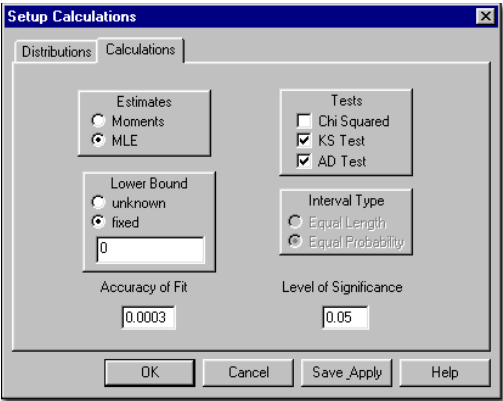 Setup Calculations
Distributions
Calculations
Estimates
Moments
MLE
Tests
Chi Squared
KS Test
AD Test
Lower Bound
unknown
fixed
0
Interval Type
Equal Length
Equal Probability
Accuracy of Fit
0.0003
Level of Significance
0.05
OK
Cancel
Save_Apply
Help